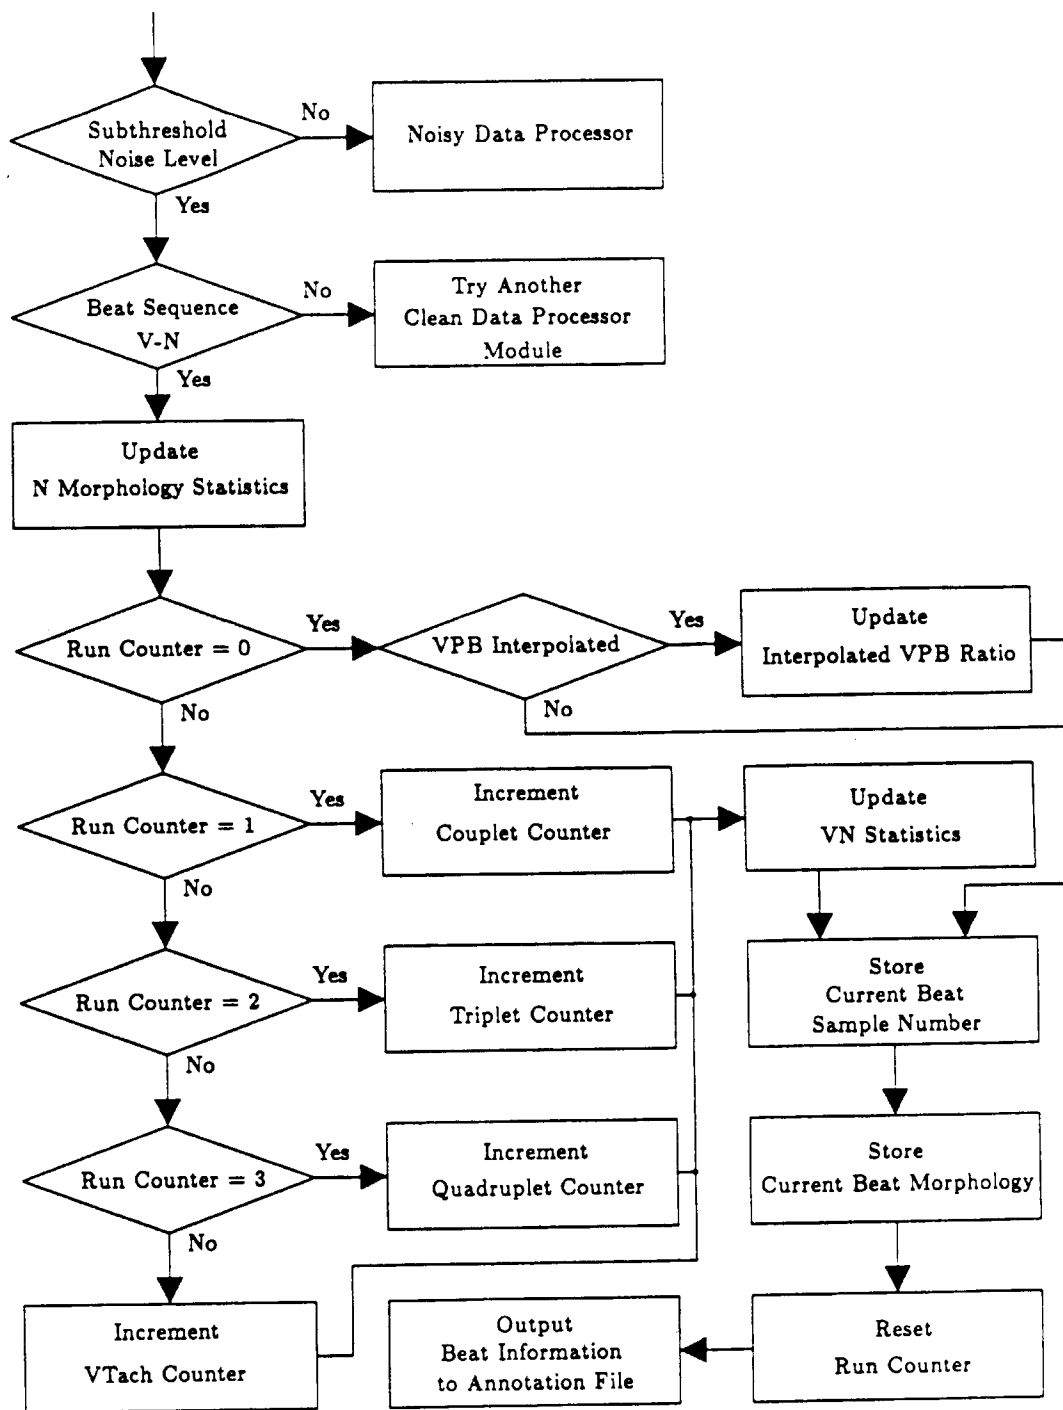 Subthreshold
Noise Level
No
Noisy Data Processor
Yes
Beat Sequence
V-N
No
Try Another
Clean Data Processor
Module
Yes
Update
N Morphology Statistics
Run Counter = 0
Yes
VPB Interpolated
Yes
Update
Interpolated VPB Ratio
No
No
Run Counter = 1
Yes
Increment
Couplet Counter
Update
VN Statistics
No
Run Counter = 2
Yes
Increment
Triplet Counter
Store
Current Beat
Sample Number
No
Run Counter = 3
Yes
Increment
Quadruplet Counter
Store
Current Beat Morphology
No
Increment
VTach Counter
Output
Beat Information
to Annotation File
Reset
Run Counter